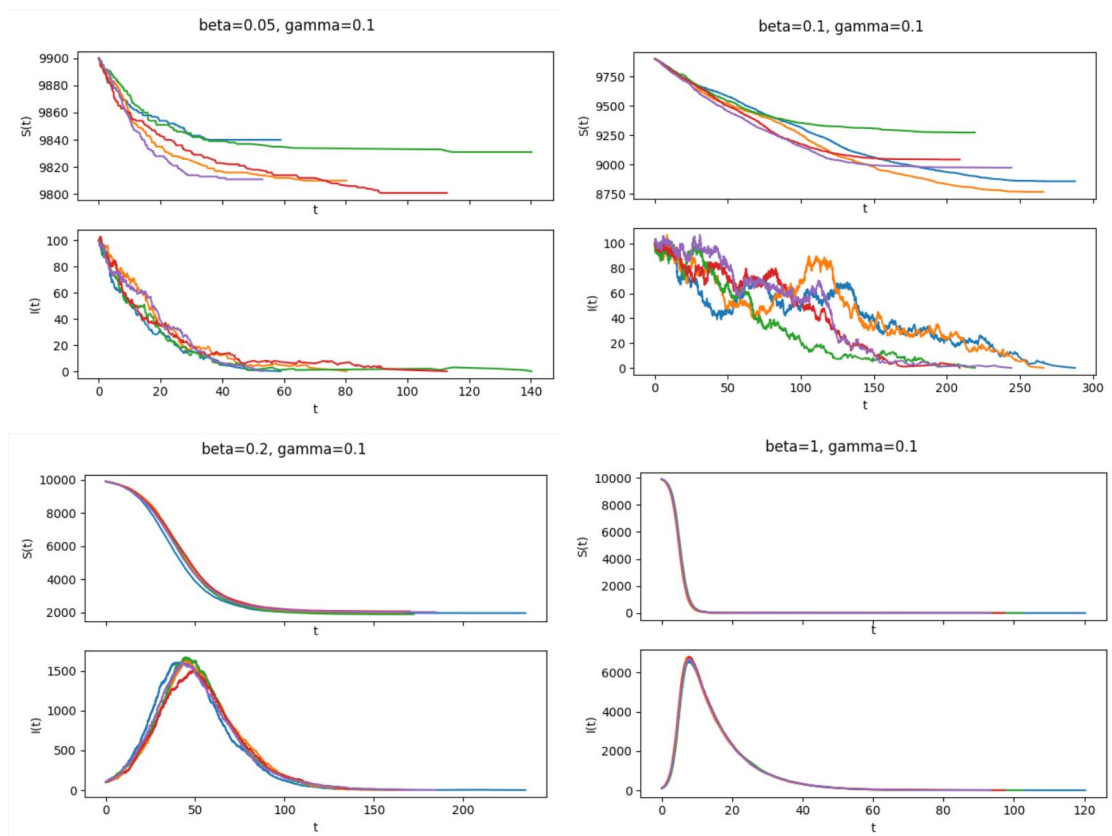 beta=0.05, gamma=0.1
9900
9880
9860
9840
9820
9800
S(t)
t
100
80
60
40
20
0
I(t)
0 20 40 60 80 100 120 140
t
beta=0.1, gamma=0.1
9750
9500
9250
9000
8750
S(t)
t
100
80
60
40
20
0
I(t)
0 50 100 150 200 250 300
t
beta=0.2, gamma=0.1
10000
8000
6000
4000
2000
S(t)
t
1500
1000
500
0
I(t)
0 50 100 150 200
t
beta=1, gamma=0.1
10000
8000
6000
4000
2000
0
S(t)
t
6000
4000
2000
0
I(t)
0 20 40 60 80 100 120
t